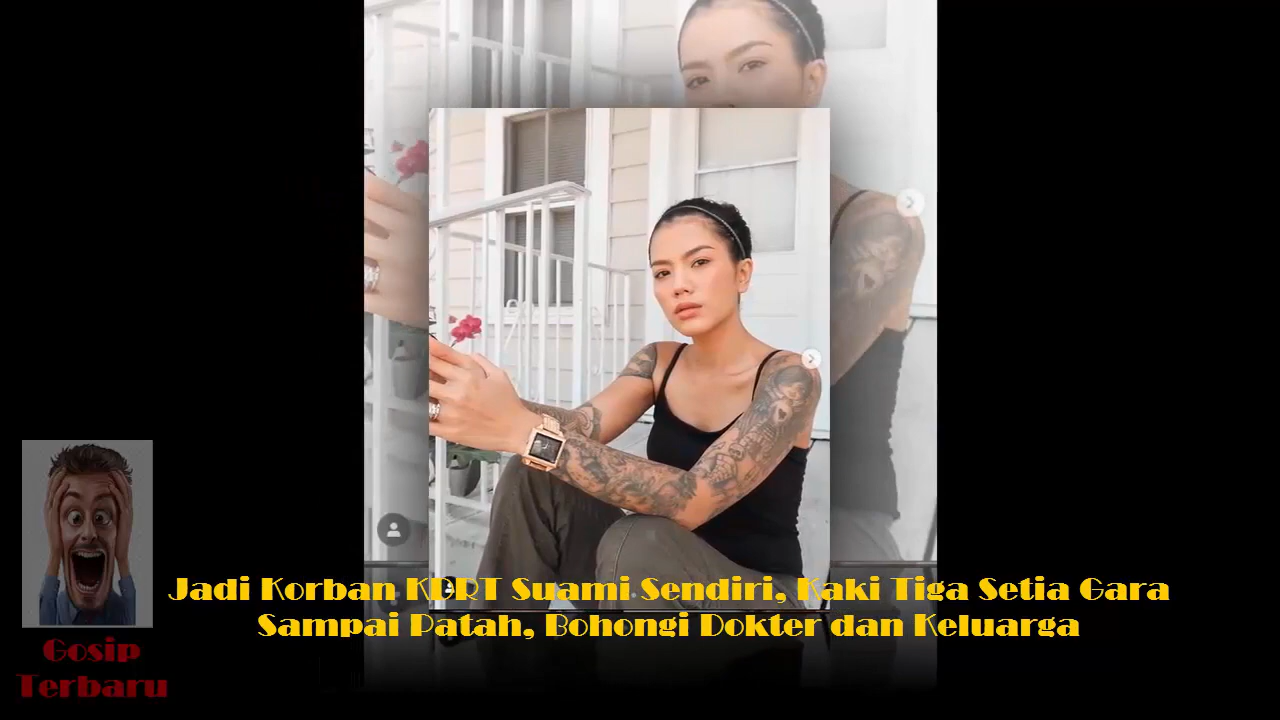 Jadi Korban KDRT Suami Sendiri, Kaki Tiga Setia Gara
Sampai Patah, Bohongi Dokter dan Keluarga
Gosip
Terbaru